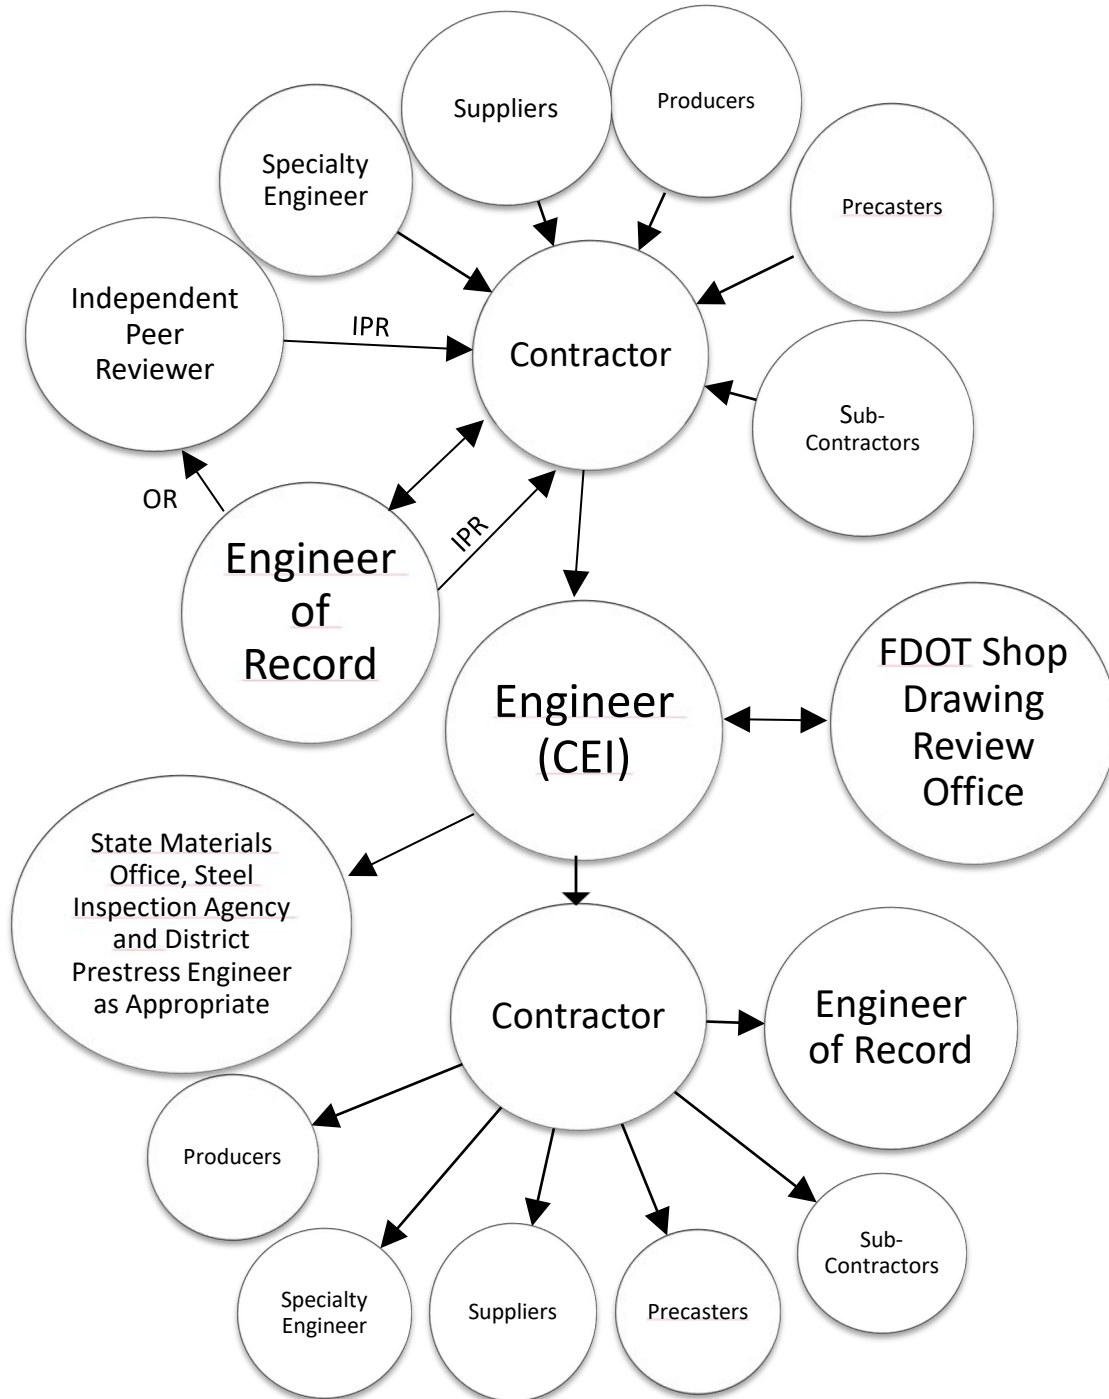 Suppliers
Producers
Specialty
Engineer
Precasters
Independent
Peer
Reviewer
IPR
Contractor
Sub-
Contractors
OR
IPR
Engineer
of
Record
Engineer
(CEI)
FDOT Shop
Drawing
Review
Office
State Materials
Office, Steel
Inspection Agency
and District
Prestress Engineer
as Appropriate
Contractor
Engineer
of Record
Producers
Specialty
Engineer
Suppliers
Precasters
Sub-
Contractors